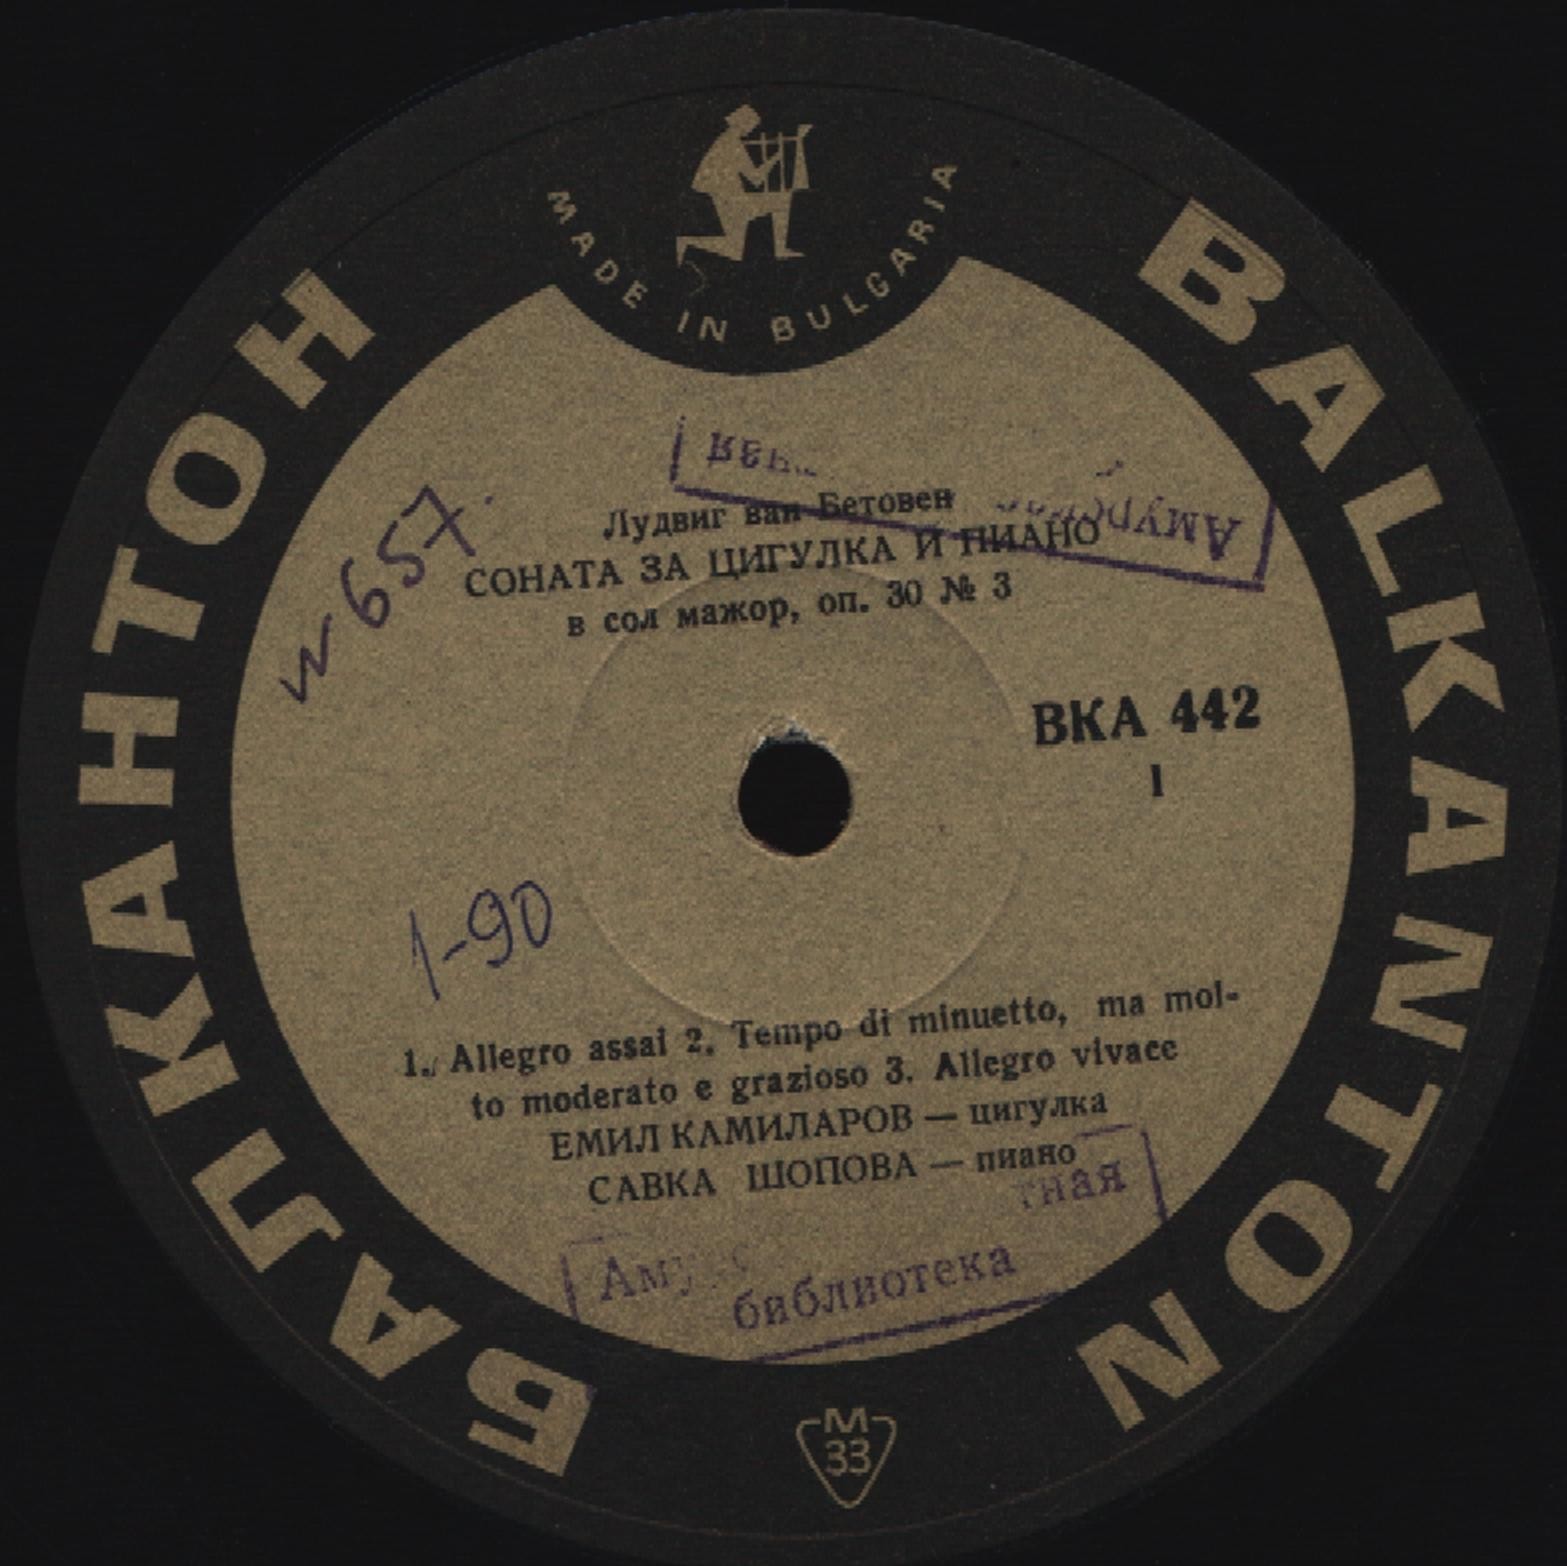 MADE IN BULGARIA
БАЛКАНТОН
BALKANTON
Лудвиг ван Бетовен
СОНАТА ЗА ЦИГУЛКА И ПИАНО
в сол мажор, оп. 30 № 3
№ 657.
ВКА 442
I
1-90
1. Allegro assai 2. Tempo di minuetto, ma mol-
to moderato e grazioso 3. Allegro vivace
ЕМИЛ КАМИЛАРОВ — цигулка
САВКА ШОПОВА — пиано
библиотека
M
33